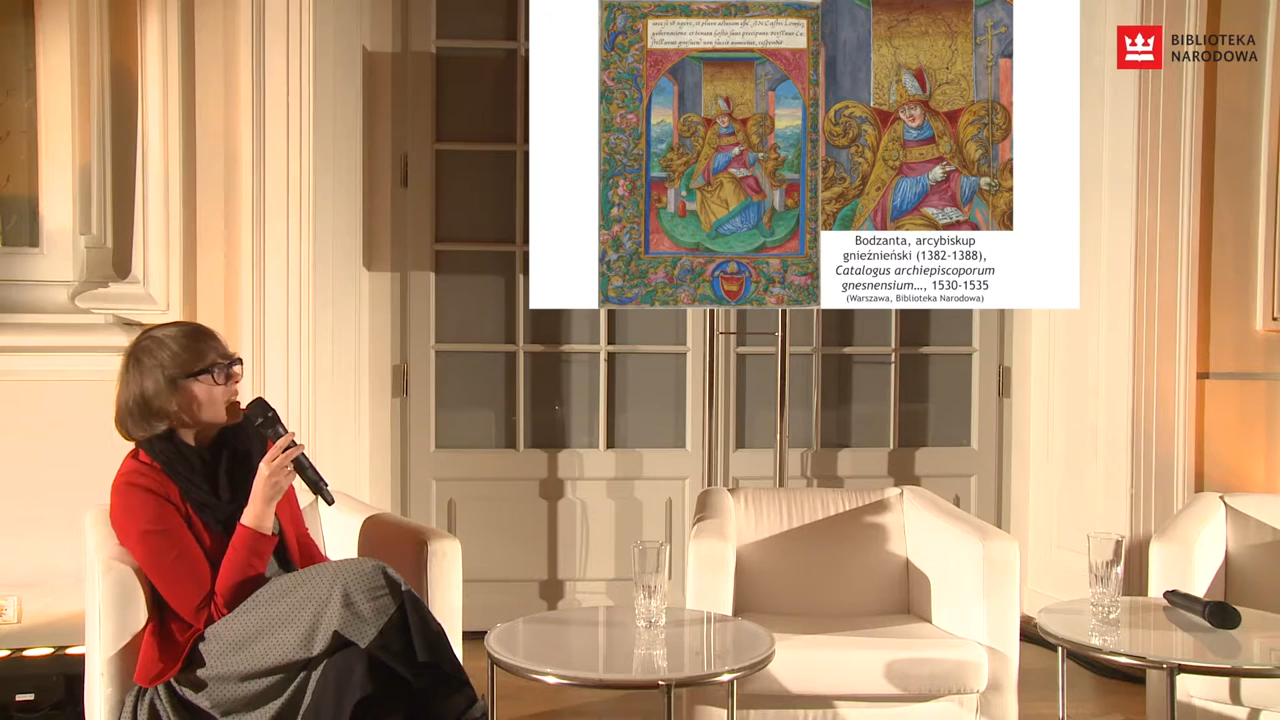 BIBLIOTEKA
NARODOWA
Bodzanta, arcybiskup
gnieźnieński (1382-1388),
Catalogus archiepiscoporum
gnesnensium…, 1530-1535
(Warszawa, Biblioteka Narodowa)